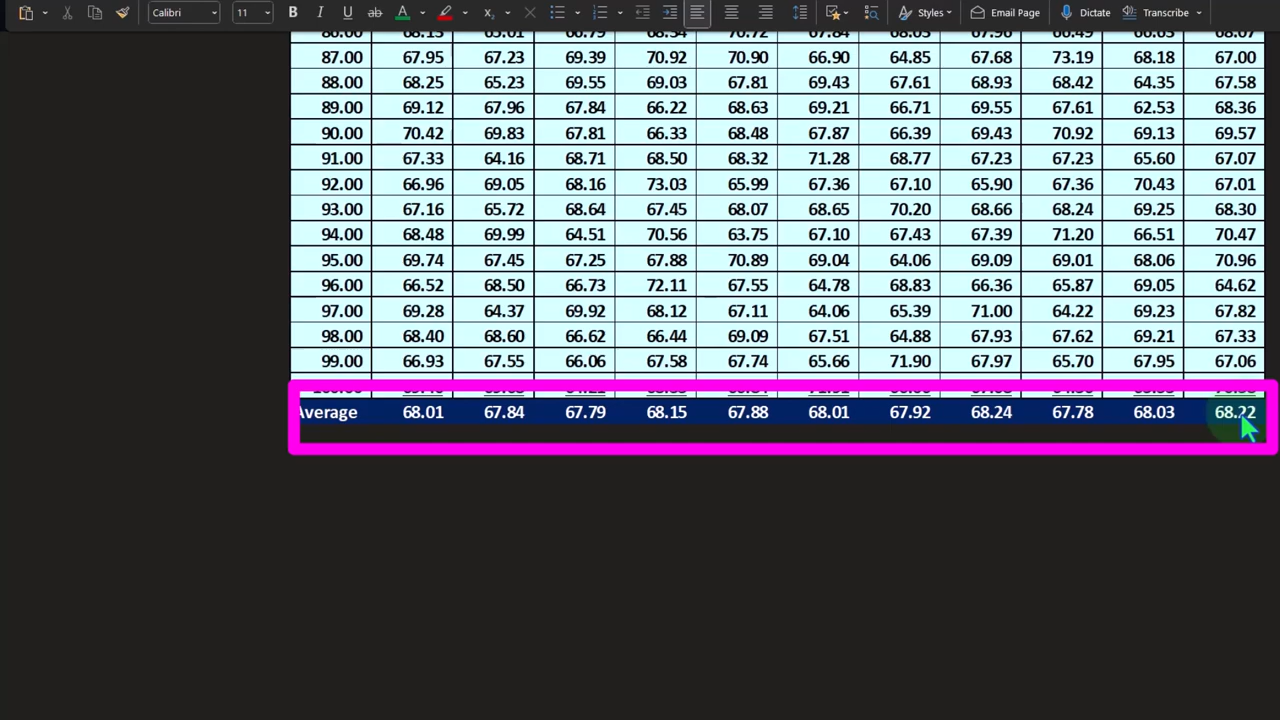 Calibri 11 B I U ab A x Styles Email Page Dictate Transcribe
87.00 67.95 67.23 69.39 70.92 70.90 66.90 64.85 67.68 73.19 68.18 67.00
88.00 68.25 65.23 69.55 69.03 67.81 69.43 67.61 68.93 68.42 64.35 67.58
89.00 69.12 67.96 67.84 66.22 68.63 69.21 66.71 69.55 67.61 62.53 68.36
90.00 70.42 69.83 67.81 66.33 68.48 67.87 66.39 69.43 70.92 69.13 69.57
91.00 67.33 64.16 68.71 68.50 68.32 71.28 68.77 67.23 67.23 65.60 67.07
92.00 66.96 69.05 68.16 73.03 65.99 67.36 67.10 65.90 67.36 70.43 67.01
93.00 67.16 65.72 68.64 67.45 68.07 68.65 70.20 68.66 68.24 69.25 68.30
94.00 68.48 69.99 64.51 70.56 63.75 67.10 67.43 67.39 71.20 66.51 70.47
95.00 69.74 67.45 67.25 67.88 70.89 69.04 64.06 69.09 69.01 68.06 70.96
96.00 66.52 68.50 66.73 72.11 67.55 64.78 68.83 66.36 65.87 69.05 64.62
97.00 69.28 64.37 69.92 68.12 67.11 64.06 65.39 71.00 64.22 69.23 67.82
98.00 68.40 68.60 66.62 66.44 69.09 67.51 64.88 67.93 67.62 69.21 67.33
99.00 66.93 67.55 66.06 67.58 67.74 65.66 71.90 67.97 65.70 67.95 67.06
Average 68.01 67.84 67.79 68.15 67.88 68.01 67.92 68.24 67.78 68.03 68.22